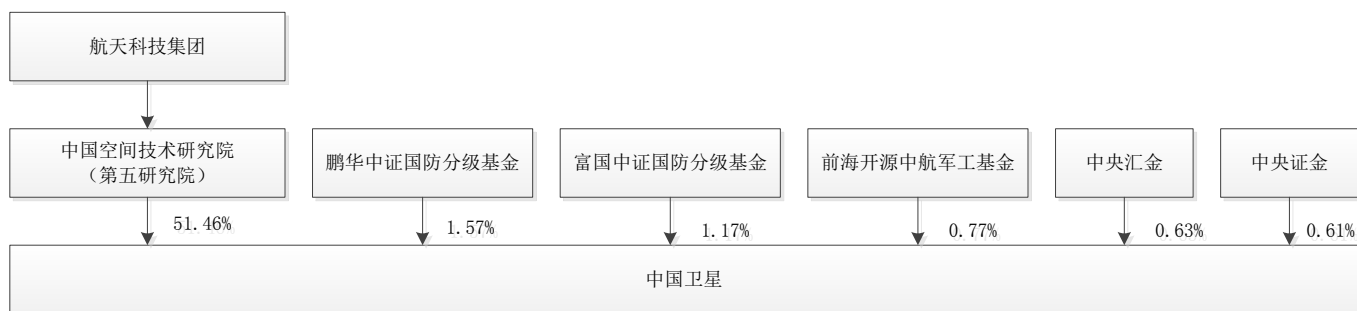 航天科技集团
中国空间技术研究院
（第五研究院）
鹏华中证国防分级基金
富国中证国防分级基金
前海开源中航军工基金
中央汇金
中央证金
51.46%
1.57%
1.17%
0.77%
0.63%
0.61%
中国卫星